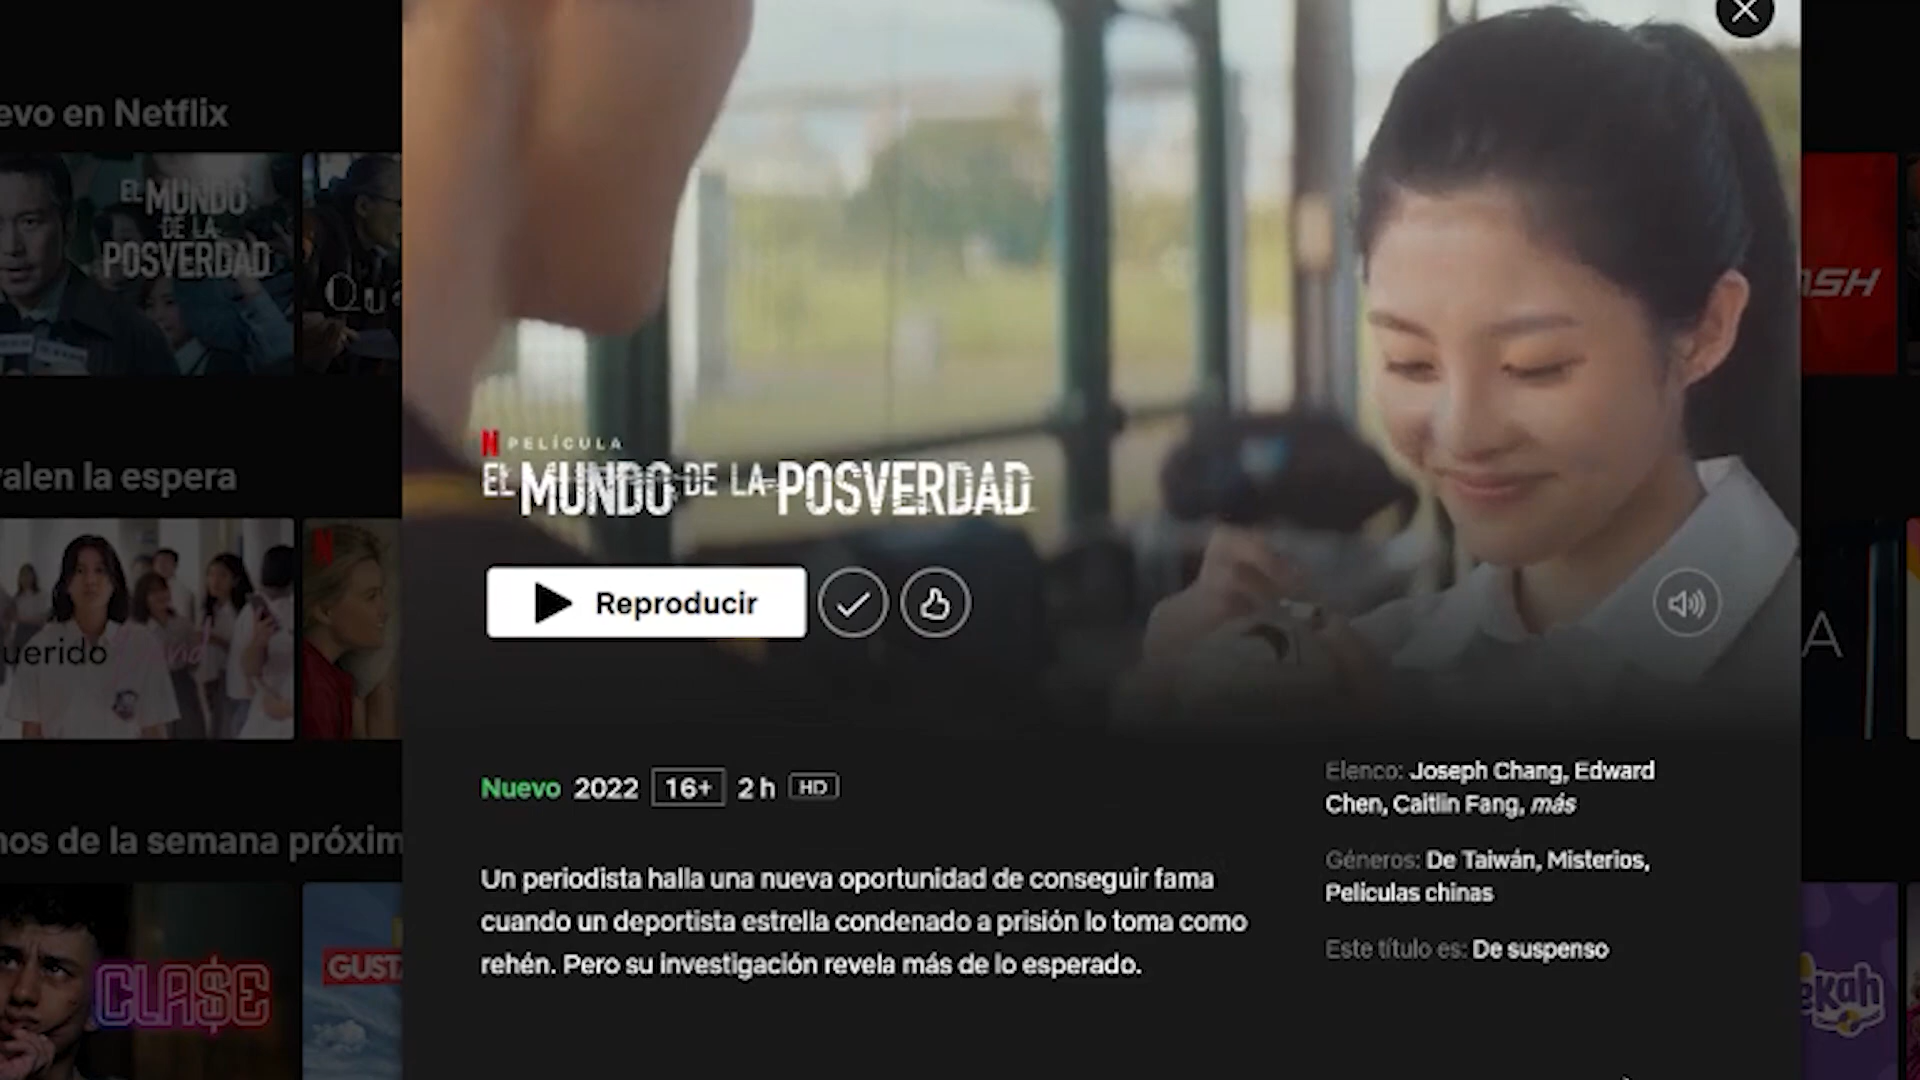 evo en Netflix
EL MUNDO
DE LA
POSVERDAD
ASH
N PELÍCULA
EL MUNDO DE LA POSVERDAD
alen la espera
Reproducir
uerido
A
Nuevo 2022 16+ 2 h HD
Elenco: Joseph Chang, Edward
Chen, Caitlin Fang, más
nos de la semana próxim
Géneros: De Taiwán, Misterios,
Películas chinas
Un periodista halla una nueva oportunidad de conseguir fama
cuando un deportista estrella condenado a prisión lo toma como
rehén. Pero su investigación revela más de lo esperado.
Este título es: De suspenso
CLA$E
GUST
ekah